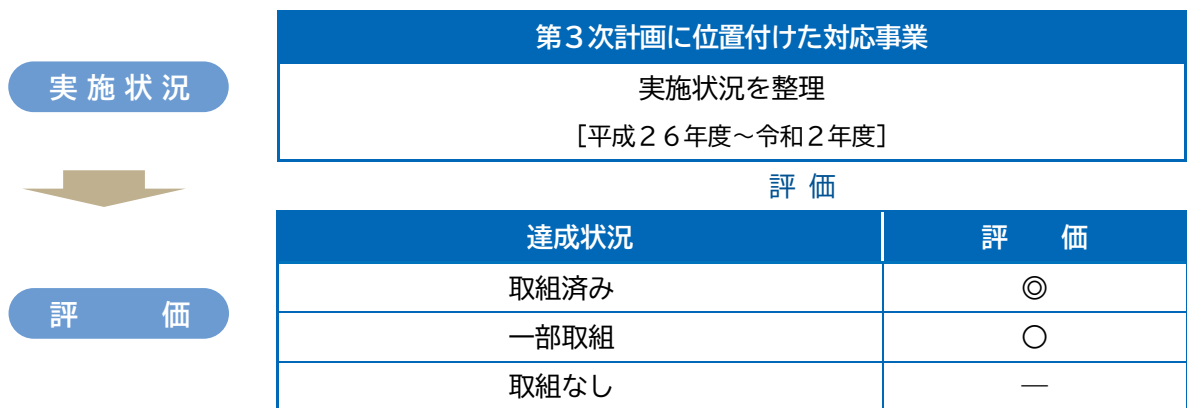 第３次計画に位置付けた対応事業
実施状況
実施状況を整理
［平成２６年度～令和２年度］
評 価
達成状況 評　価
取組済み ◎
評　価
一部取組 ○
取組なし ―